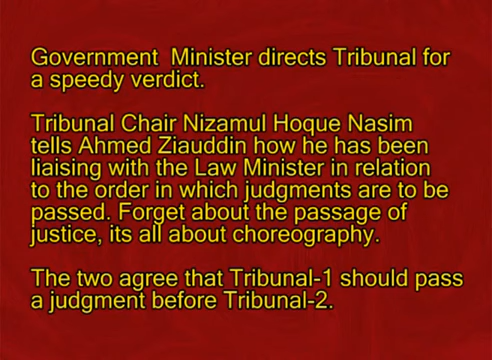 Government  Minister directs Tribunal for
a speedy verdict.
Tribunal Chair Nizamul Hoque Nasim
tells Ahmed Ziauddin how he has been
liaising with the Law Minister in relation
to the order in which judgments are to be
passed. Forget about the passage of
justice, its all about choreography.
The two agree that Tribunal-1 should pass
a judgment before Tribunal-2.